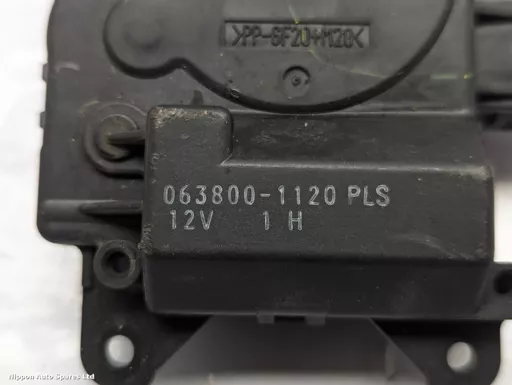 >PP-GF20+M20<
063800-1120 PLS
12V 1 H
Nippon Auto Spares Ltd